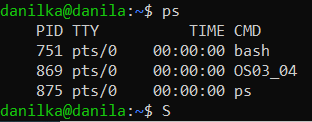 danilka@danila:~$ ps
    PID TTY          TIME CMD
    751 pts/0    00:00:00 bash
    869 pts/0    00:00:00 OS03_04
    875 pts/0    00:00:00 ps
danilka@danila:~$ S